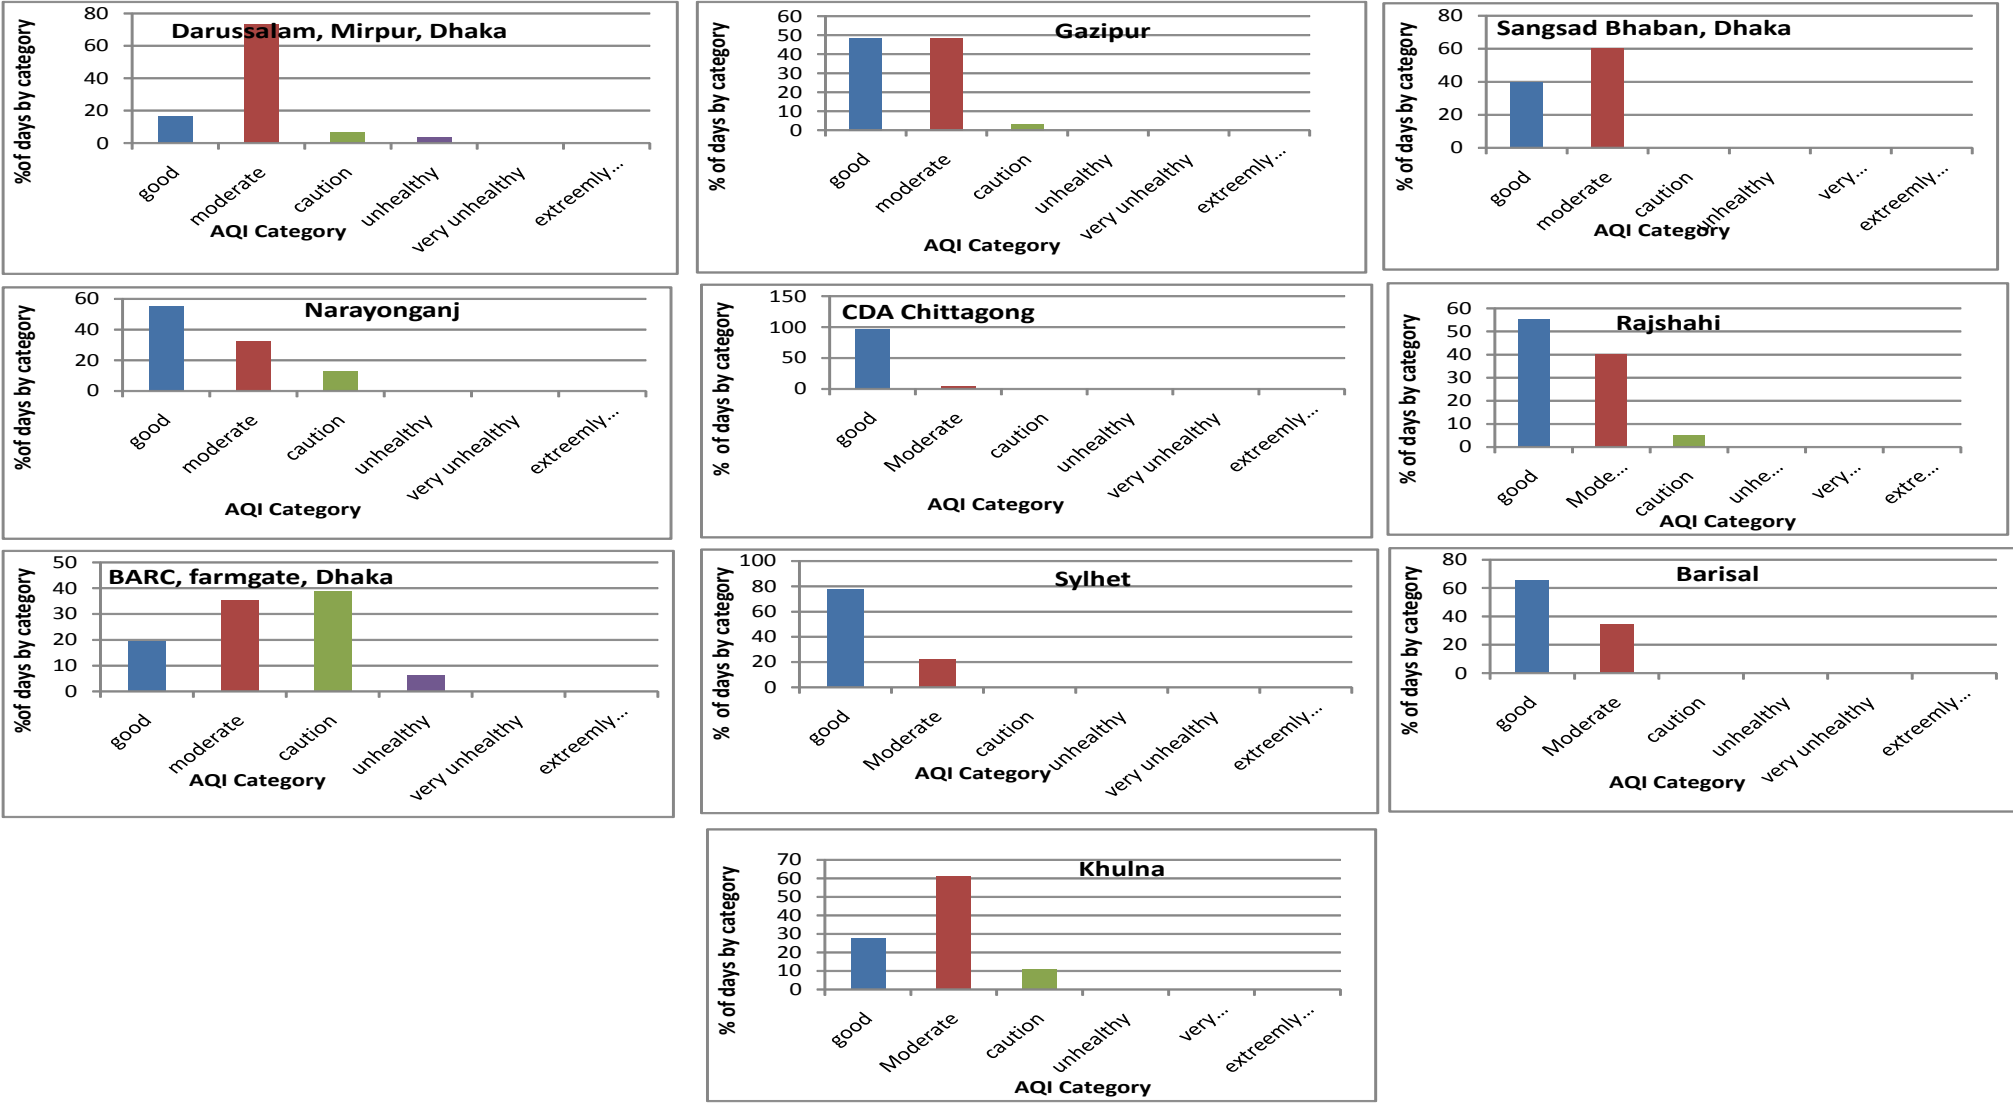 Darussalam, Mirpur, Dhaka
%of days by category
80
60
40
20
0
good
moderate
caution
unhealthy
very unhealthy
extreemly...
AQI Category
Gazipur
% of days by category
60
50
40
30
20
10
0
good
moderate
caution
unhealthy
very unhealthy
extreemly...
AQI Category
Sangsad Bhaban, Dhaka
% of days by category
80
60
40
20
0
good
moderate
caution
unhealthy
very...
extreemly...
AQI Category
Narayonganj
%of days by category
60
40
20
0
good
moderate
caution
unhealthy
very unhealthy
extreemly...
AQI Category
CDA Chittagong
% of days by category
150
100
50
0
good
Moderate
caution
unhealthy
very unhealthy
extreemly...
AQI Category
Rajshahi
% of days by category
60
50
40
30
20
10
0
good
Mode...
caution
unhe...
very...
extre...
AQI Category
BARC, farmgate, Dhaka
%of days by category
50
40
30
20
10
0
good
moderate
caution
unhealthy
very unhealthy
extreemly...
AQI Category
Sylhet
% of days by category
100
80
60
40
20
0
good
Moderate
caution
unhealthy
very unhealthy
extreemly...
AQI Category
Barisal
% of days by category
80
60
40
20
0
good
Moderate
caution
unhealthy
very unhealthy
extreemly...
AQI Category
Khulna
% of days by category
70
60
50
40
30
20
10
0
good
Moderate
caution
unhealthy
very...
extreemly...
AQI Category